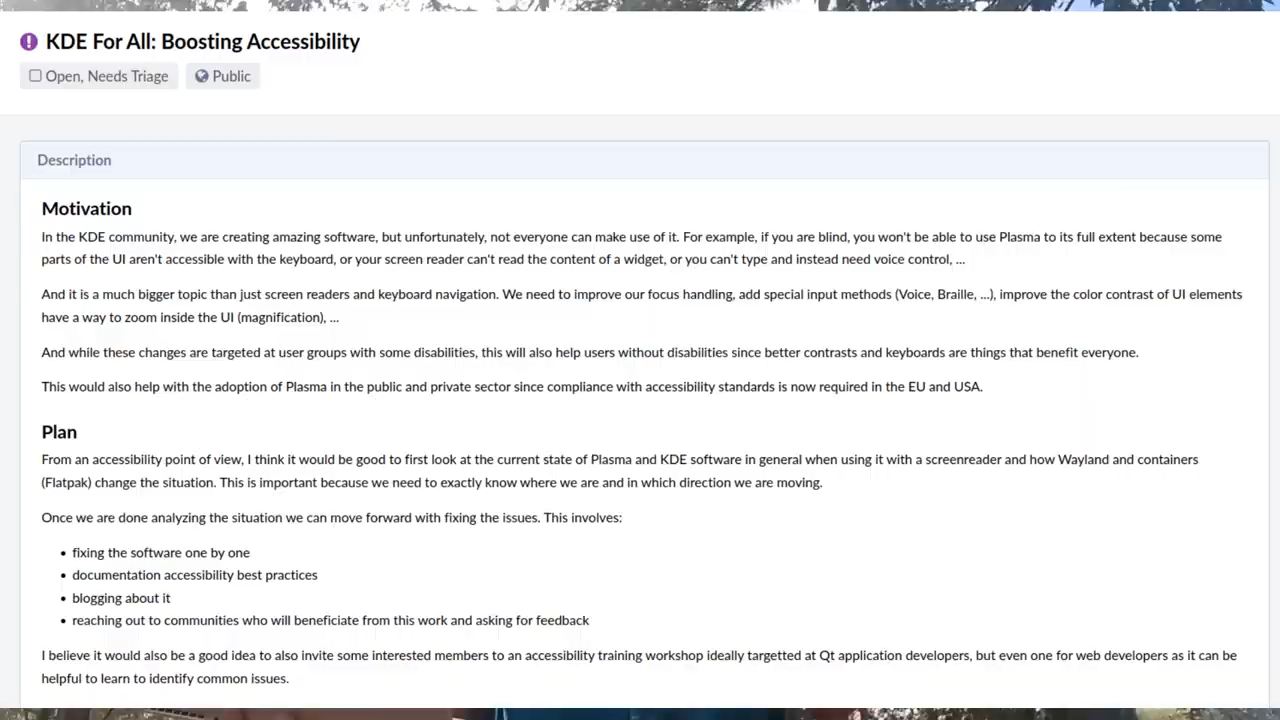 KDE For All: Boosting Accessibility
Open, Needs Triage
Public
Description
Motivation
In the KDE community, we are creating amazing software, but unfortunately, not everyone can make use of it. For example, if you are blind, you won't be able to use Plasma to its full extent because some
parts of the UI aren't accessible with the keyboard, or your screen reader can't read the content of a widget, or you can't type and instead need voice control, ...
And it is a much bigger topic than just screen readers and keyboard navigation. We need to improve our focus handling, add special input methods (Voice, Braille, ...), improve the color contrast of UI elements
have a way to zoom inside the UI (magnification), ...
And while these changes are targeted at user groups with some disabilities, this will also help users without disabilities since better contrasts and keyboards are things that benefit everyone.
This would also help with the adoption of Plasma in the public and private sector since compliance with accessibility standards is now required in the EU and USA.
Plan
From an accessibility point of view, I think it would be good to first look at the current state of Plasma and KDE software in general when using it with a screenreader and how Wayland and containers
(Flatpak) change the situation. This is important because we need to exactly know where we are and in which direction we are moving.
Once we are done analyzing the situation we can move forward with fixing the issues. This involves:
• fixing the software one by one
• documentation accessibility best practices
• blogging about it
• reaching out to communities who will beneficiate from this work and asking for feedback
I believe it would also be a good idea to also invite some interested members to an accessibility training workshop ideally targetted at Qt application developers, but even one for web developers as it can be
helpful to learn to identify common issues.